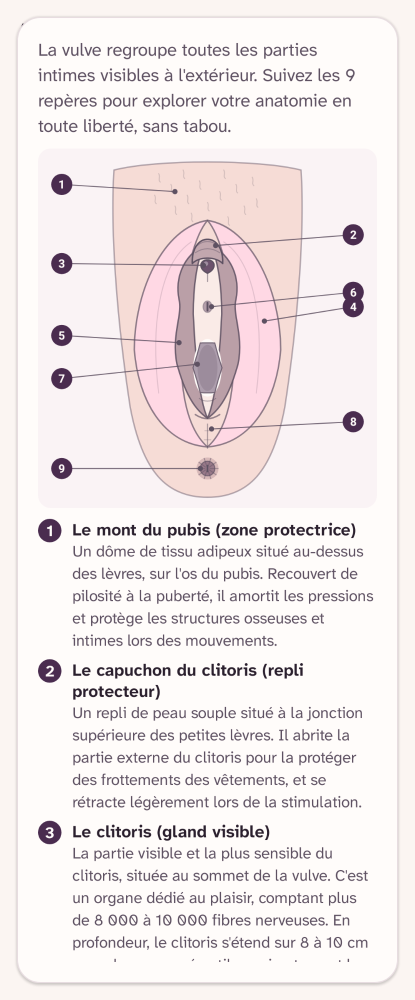 La vulve regroupe toutes les parties
intimes visibles à l'extérieur. Suivez les 9
repères pour explorer votre anatomie en
toute liberté, sans tabou.
1
2
3
6
4
5
7
8
9
1 Le mont du pubis (zone protectrice)
Un dôme de tissu adipeux situé au-dessus
des lèvres, sur l'os du pubis. Recouvert de
pilosité à la puberté, il amortit les pressions
et protège les structures osseuses et
intimes lors des mouvements.
2 Le capuchon du clitoris (repli
protecteur)
Un repli de peau souple situé à la jonction
supérieure des petites lèvres. Il abrite la
partie externe du clitoris pour la protéger
des frottements des vêtements, et se
rétracte légèrement lors de la stimulation.
3 Le clitoris (gland visible)
La partie visible et la plus sensible du
clitoris, située au sommet de la vulve. C'est
un organe dédié au plaisir, comptant plus
de 8 000 à 10 000 fibres nerveuses. En
profondeur, le clitoris s'étend sur 8 à 10 cm